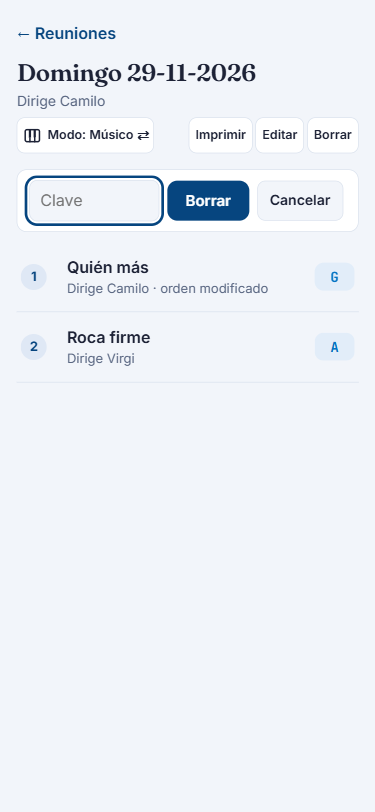 ← Reuniones
Domingo 29-11-2026
Dirige Camilo
Modo: Músico ⇄ Imprimir Editar Borrar
Clave Borrar Cancelar
1 Quién más G
Dirige Camilo · orden modificado
2 Roca firme A
Dirige Virgi